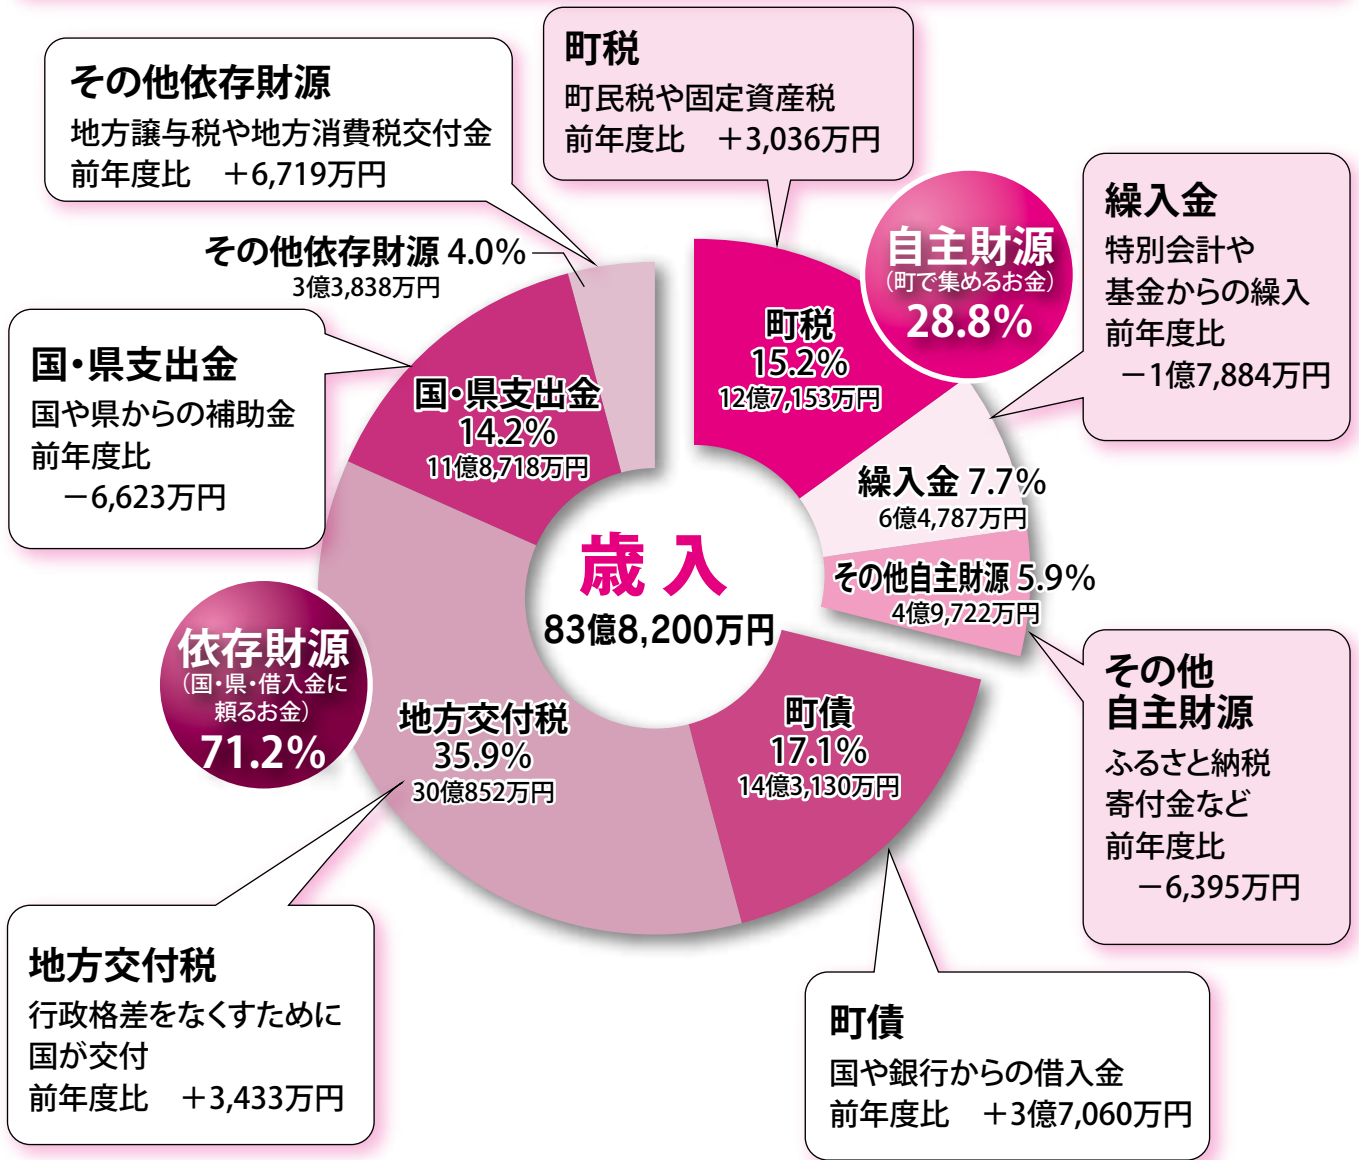 その他依存財源
地方譲与税や地方消費税交付金
前年度比　＋6,719万円
町税
町民税や固定資産税
前年度比　＋3,036万円
繰入金
特別会計や
基金からの繰入
前年度比
－1億7,884万円
自主財源
(町で集めるお金)
28.8%
その他依存財源 4.0%
3億3,838万円
町税
15.2%
12億7,153万円
国・県支出金
国や県からの補助金
前年度比
－6,623万円
国・県支出金
14.2%
11億8,718万円
繰入金 7.7%
6億4,787万円
歳入
83億8,200万円
その他自主財源 5.9%
4億9,722万円
依存財源
(国・県・借入金に
頼るお金)
71.2%
地方交付税
35.9%
30億852万円
町債
17.1%
14億3,130万円
その他
自主財源
ふるさと納税
寄付金など
前年度比
－6,395万円
地方交付税
行政格差をなくすために
国が交付
前年度比　＋3,433万円
町債
国や銀行からの借入金
前年度比　＋3億7,060万円